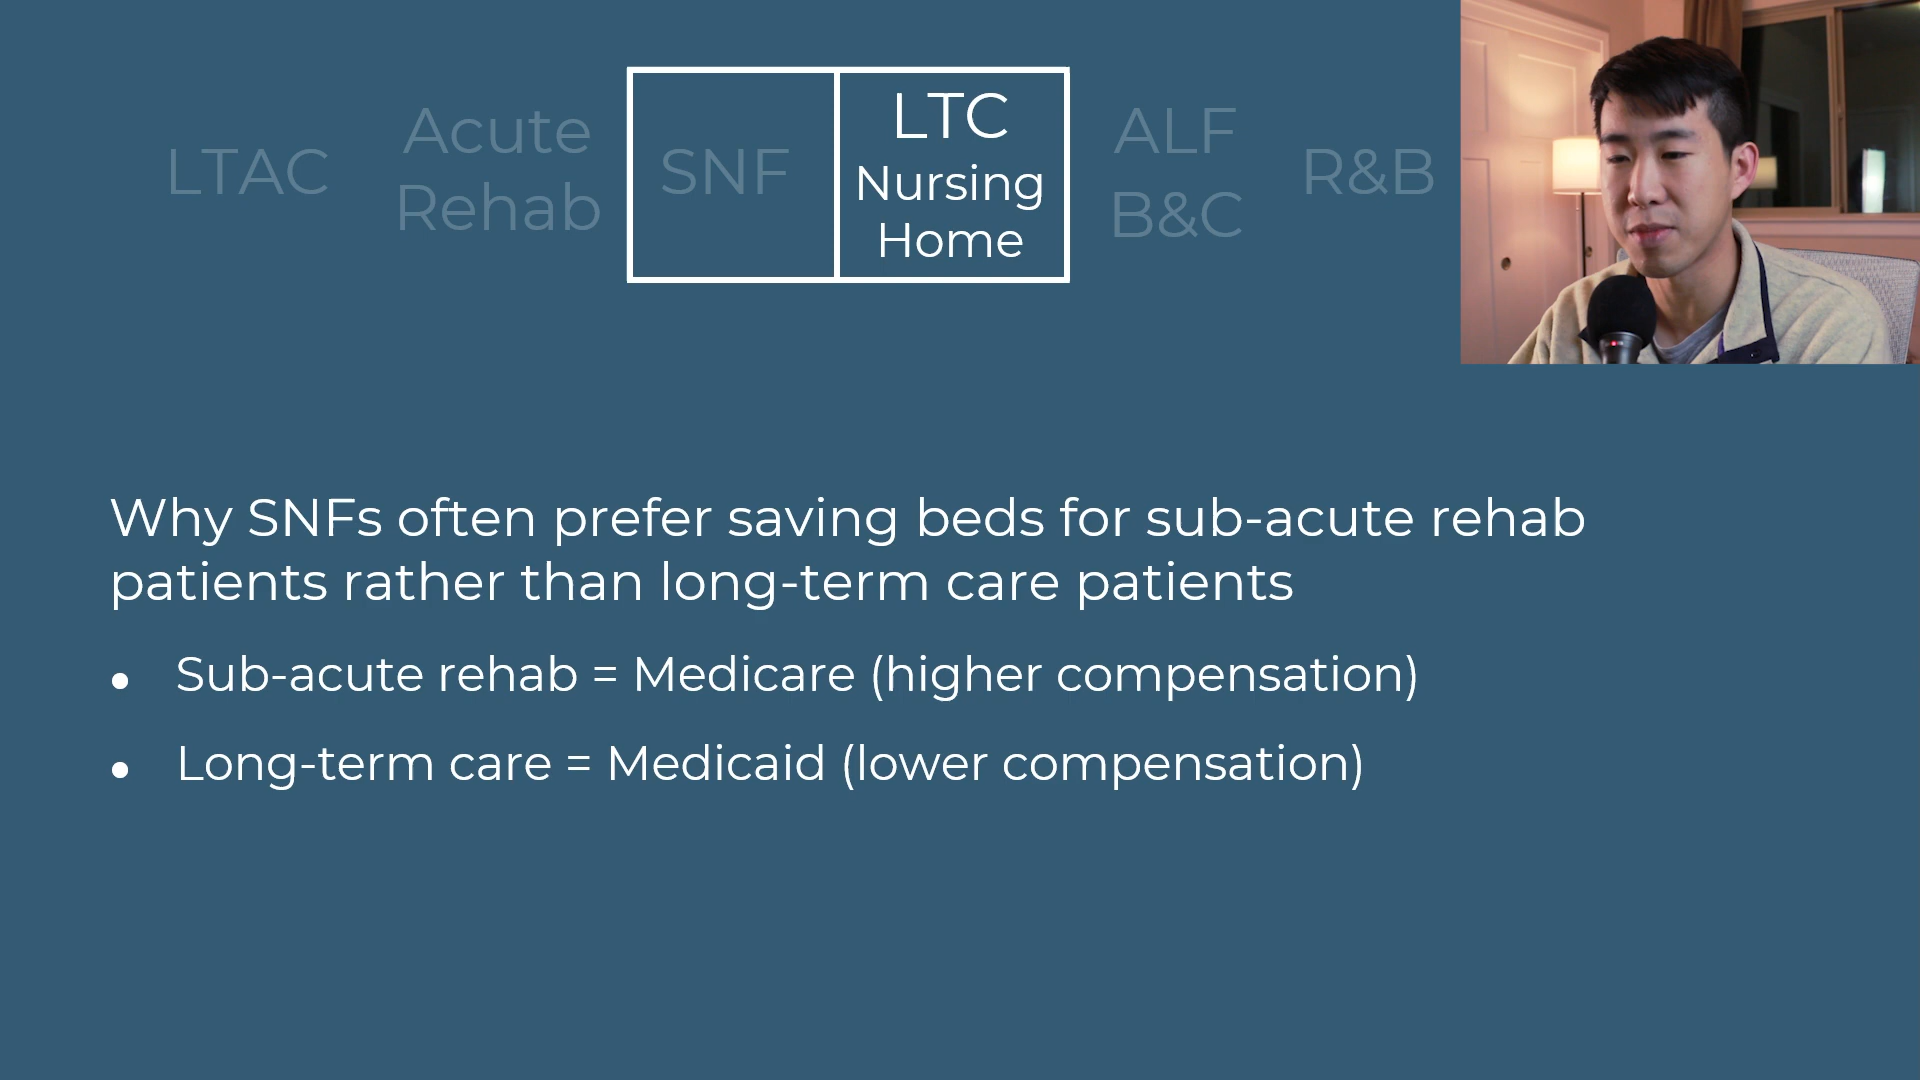 LTAC
Acute
Rehab
SNF
LTC
Nursing
Home
ALF
B&C
R&B
Why SNFs often prefer saving beds for sub-acute rehab
patients rather than long-term care patients
• Sub-acute rehab = Medicare (higher compensation)
• Long-term care = Medicaid (lower compensation)